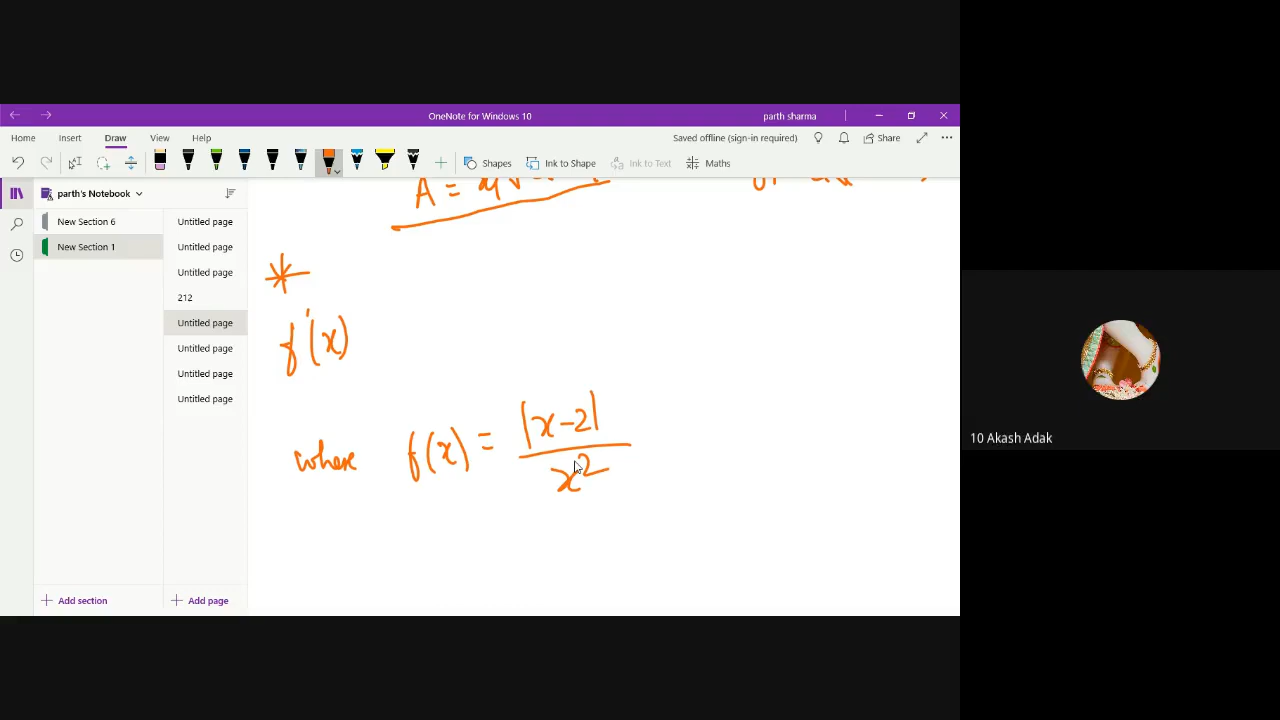 OneNote for Windows 10
parth sharma
Home Insert Draw View Help
Saved offline (sign-in required)
Share
Shapes
Ink to Shape
Ink to Text
Maths
parth's Notebook
New Section 6
New Section 1
Untitled page
Untitled page
Untitled page
212
Untitled page
Untitled page
Untitled page
Untitled page
Add section
Add page
A =
*
f'(x)
where f(x) = |x-2| / x²
10 Akash Adak